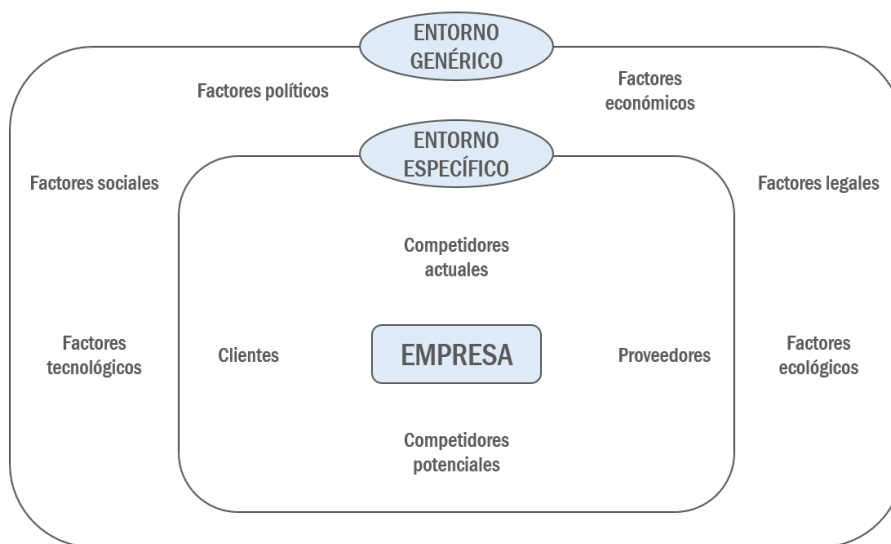 ENTORNO
GENÉRICO
Factores políticos
Factores
económicos
ENTORNO
ESPECÍFICO
Factores sociales
Factores legales
Competidores
actuales
Factores
tecnológicos
Clientes
EMPRESA
Proveedores
Factores
ecológicos
Competidores
potenciales